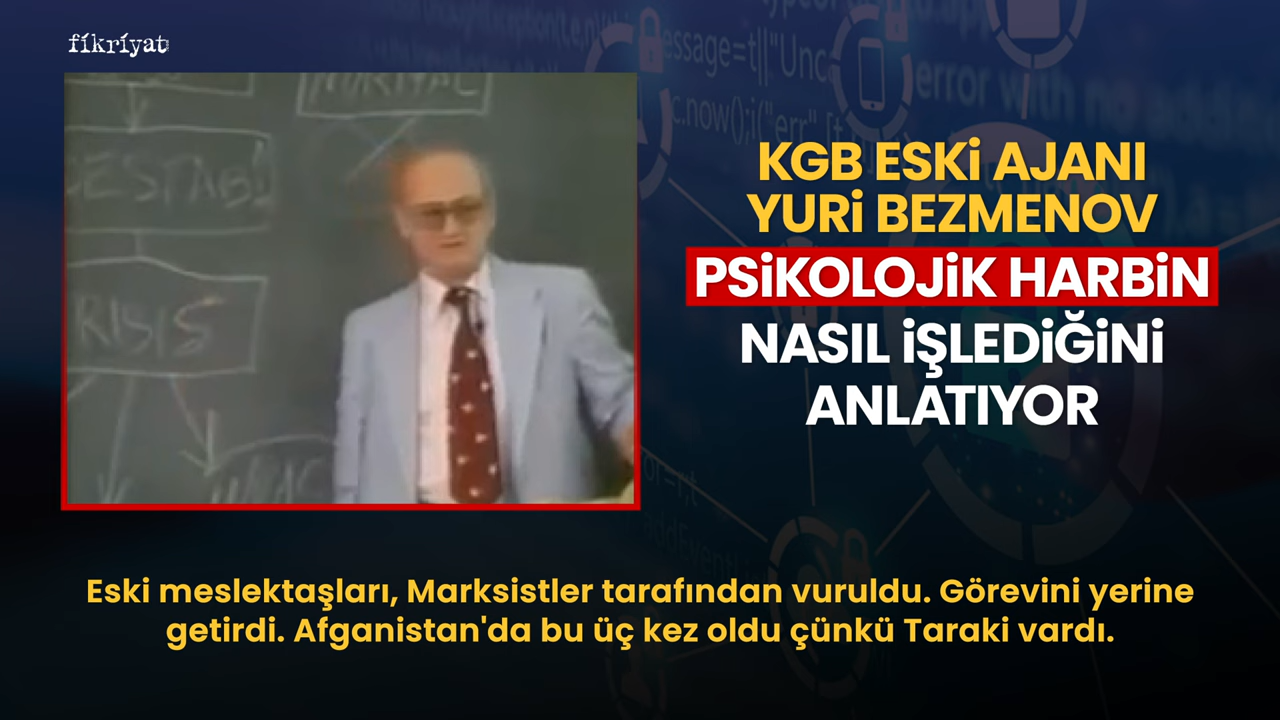 fikriyat
KGB ESKİ AJANI
YURİ BEZMENOV
PSİKOLOJİK HARBİN
NASIL İŞLEDİĞİNİ
ANLATIYOR
Eski meslektaşları, Marksistler tarafından vuruldu. Görevini yerine
getirdi. Afganistan'da bu üç kez oldu çünkü Taraki vardı.